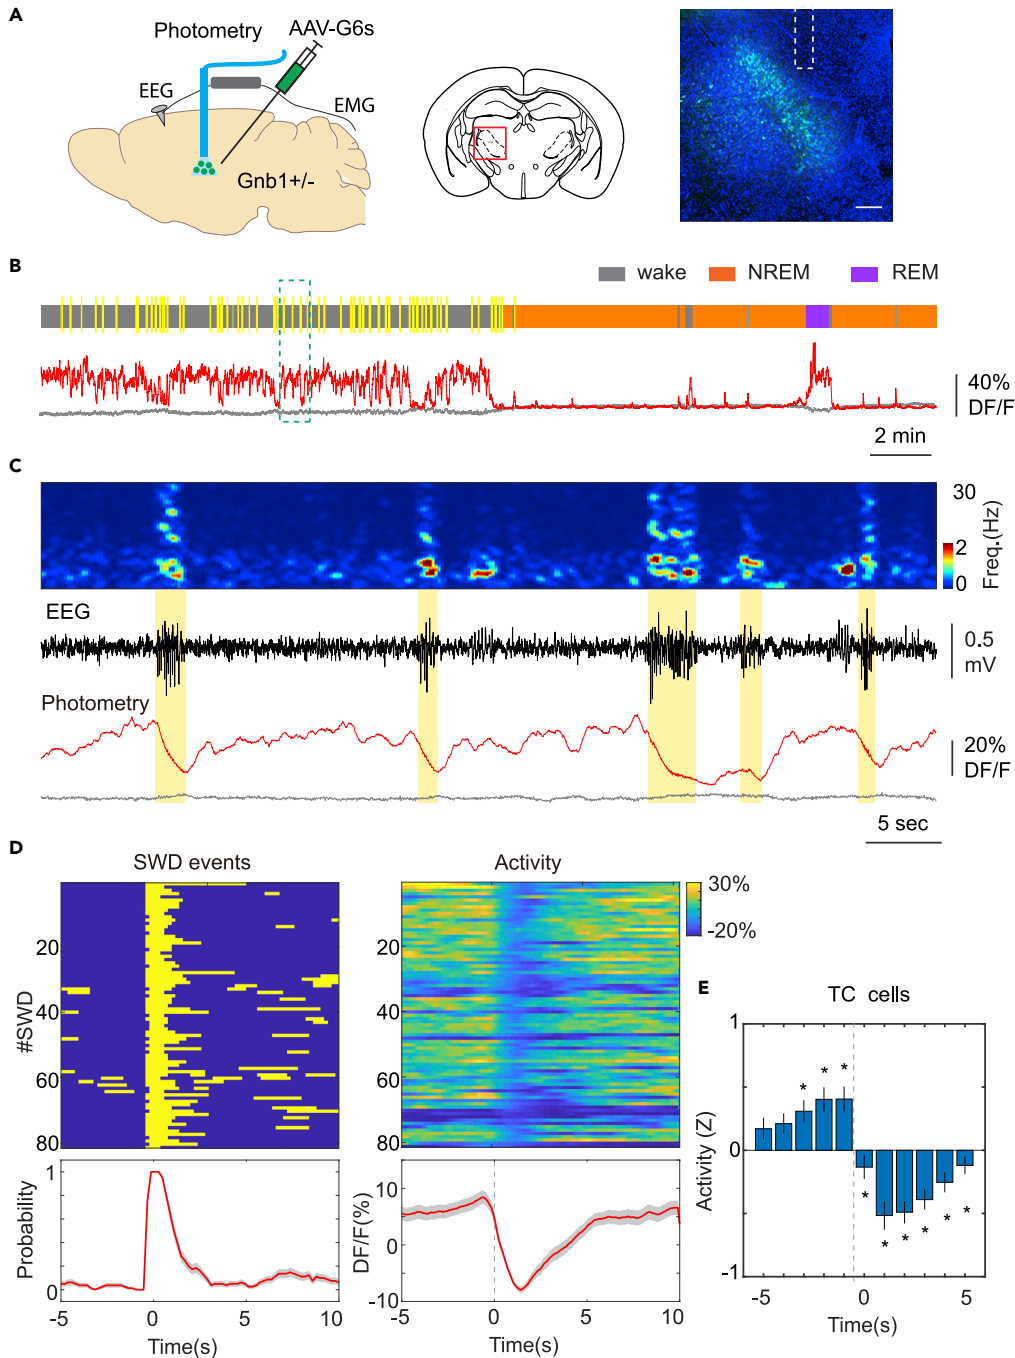 A
Photometry
AAV-G6s
EEG
EMG
Gnb1+/-
B
wake
NREM
REM
40%
DF/F
2 min
C
30
Freq.(Hz)
2
0
EEG
0.5
mV
Photometry
20%
DF/F
5 sec
D
SWD events
Activity
30%
-20%
#SWD
20
40
60
80
20
40
60
80
Probability
1
0
-5 0 5 10
Time(s)
DF/F(%)
10
0
-10
-5 0 5 10
Time(s)
E
TC cells
Activity (Z)
1
0
-1
* * *
* * * * * *
-5 0 5
Time(s)